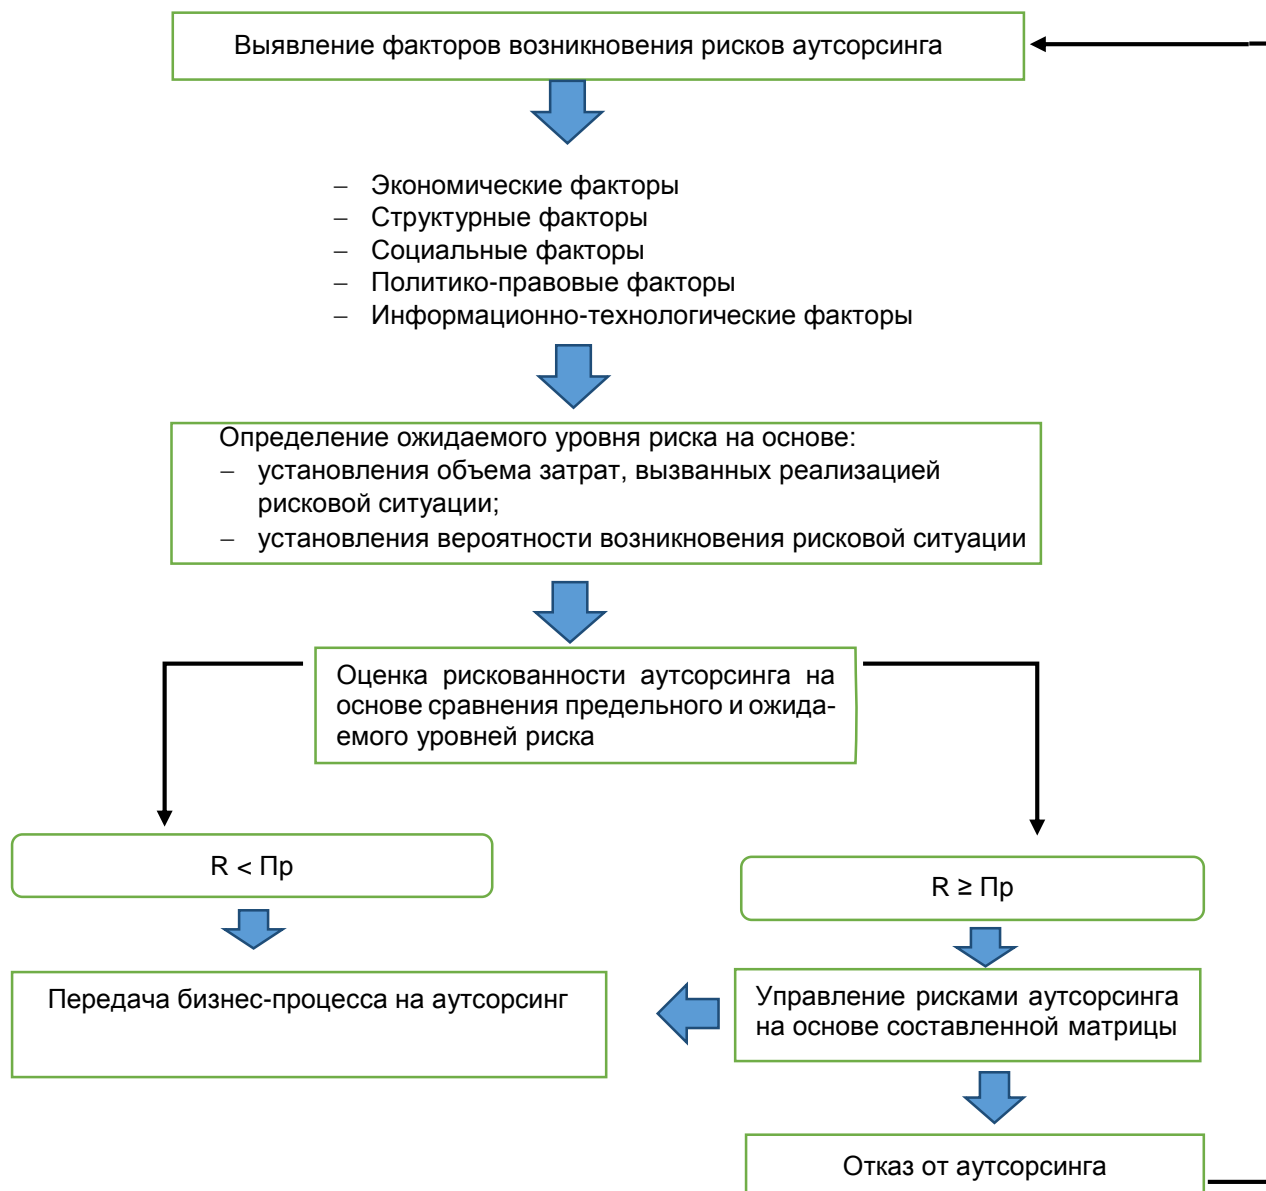 Выявление факторов возникновения рисков аутсорсинга
– Экономические факторы
– Структурные факторы
– Социальные факторы
– Политико-правовые факторы
– Информационно-технологические факторы
Определение ожидаемого уровня риска на основе:
– установления объема затрат, вызванных реализацией
рисковой ситуации;
– установления вероятности возникновения рисковой ситуации
Оценка рискованности аутсорсинга на
основе сравнения предельного и ожида-
емого уровней риска
R < Пр
R ≥ Пр
Передача бизнес-процесса на аутсорсинг
Управление рисками аутсорсинга
на основе составленной матрицы
Отказ от аутсорсинга